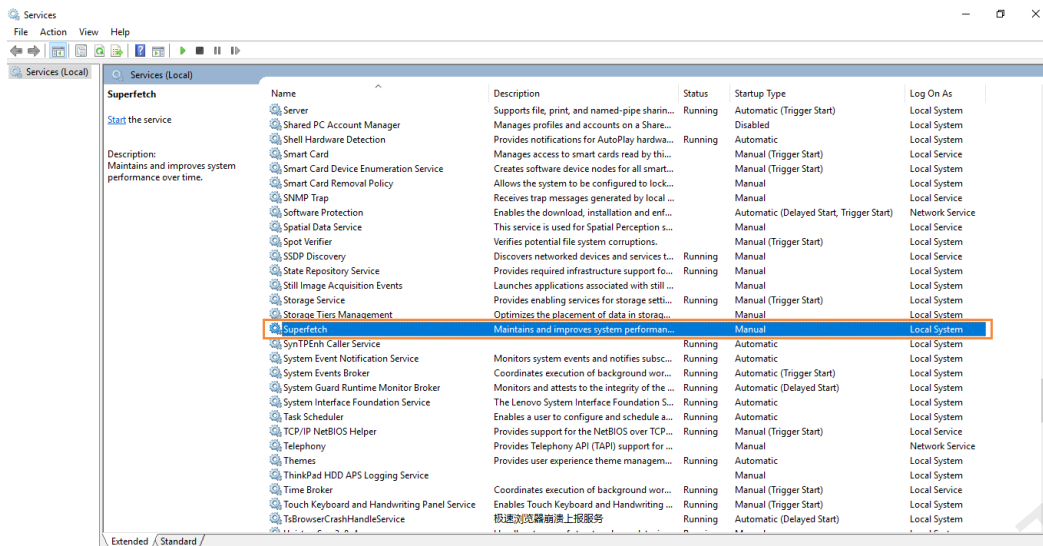 Services
File Action View Help
Services (Local)
Services (Local)
Superfetch
Start the service
Description:
Maintains and improves system
performance over time.
Name Description Status Startup Type Log On As
Server Supports file, print, and named-pipe sharin... Running Automatic (Trigger Start) Local System
Shared PC Account Manager Manages profiles and accounts on a Share... Disabled Local System
Shell Hardware Detection Provides notifications for AutoPlay hardwa... Running Automatic Local System
Smart Card Manages access to smart cards read by thi... Manual (Trigger Start) Local Service
Smart Card Device Enumeration Service Creates software device nodes for all smart... Manual (Trigger Start) Local System
Smart Card Removal Policy Allows the system to be configured to lock... Manual Local System
SNMP Trap Receives trap messages generated by local ... Manual Local Service
Software Protection Enables the download, installation and enf... Automatic (Delayed Start, Trigger Start) Network Service
Spatial Data Service This service is used for Spatial Perception s... Manual Local Service
Spot Verifier Verifies potential file system corruptions. Manual (Trigger Start) Local System
SSDP Discovery Discovers networked devices and services t... Running Manual Local Service
State Repository Service Provides required infrastructure support fo... Running Manual Local System
Still Image Acquisition Events Launches applications associated with still ... Manual Local System
Storage Service Provides enabling services for storage setti... Running Manual (Trigger Start) Local System
Storage Tiers Management Optimizes the placement of data in storag... Manual Local System
Superfetch Maintains and improves system performan... Manual Local System
SynTPEnh Caller Service Running Automatic Local System
System Event Notification Service Monitors system events and notifies subsc... Running Automatic Local System
System Events Broker Coordinates execution of background wor... Running Automatic (Trigger Start) Local System
System Guard Runtime Monitor Broker Monitors and attests to the integrity of the ... Running Automatic (Delayed Start) Local System
System Interface Foundation Service The Lenovo System Interface Foundation S... Running Automatic Local System
Task Scheduler Enables a user to configure and schedule a... Running Automatic Local System
TCP/IP NetBIOS Helper Provides support for the NetBIOS over TCP... Running Manual (Trigger Start) Local Service
Telephony Provides Telephony API (TAPI) support for ... Manual Network Service
Themes Provides user experience theme managem... Running Automatic Local System
ThinkPad HDD APS Logging Service Manual Local System
Time Broker Coordinates execution of background wor... Running Manual (Trigger Start) Local Service
Touch Keyboard and Handwriting Panel Service Enables Touch Keyboard and Handwriting ... Running Manual (Trigger Start) Local System
TsBrowserCrashHandleService 极速浏览器崩溃上报服务 Running Automatic (Delayed Start) Local System
Extended Standard